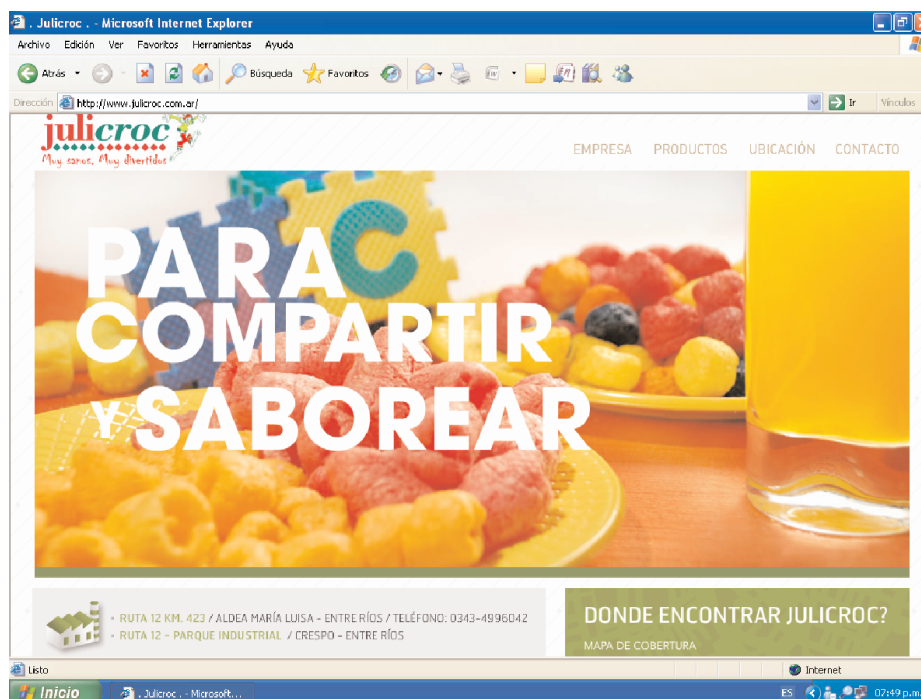 . Julicroc . - Microsoft Internet Explorer
Archivo Edición Ver Favoritos Herramientas Ayuda
Atrás Búsqueda Favoritos
Dirección http://www.julicroc.com.ar/ Ir Vínculos
julicroc
Muy sanos. Muy divertidos
EMPRESA PRODUCTOS UBICACIÓN CONTACTO
C
PARA
COMPARTIR
Y SABOREAR
- RUTA 12 KM. 423 / ALDEA MARÍA LUISA - ENTRE RÍOS / TELÉFONO: 0343-4996042
- RUTA 12 - PARQUE INDUSTRIAL / CRESPO - ENTRE RÍOS
DONDE ENCONTRAR JULICROC?
MAPA DE COBERTURA
Listo Internet
Inicio . Julicroc . - Microsoft... ES 07:49 p.m.